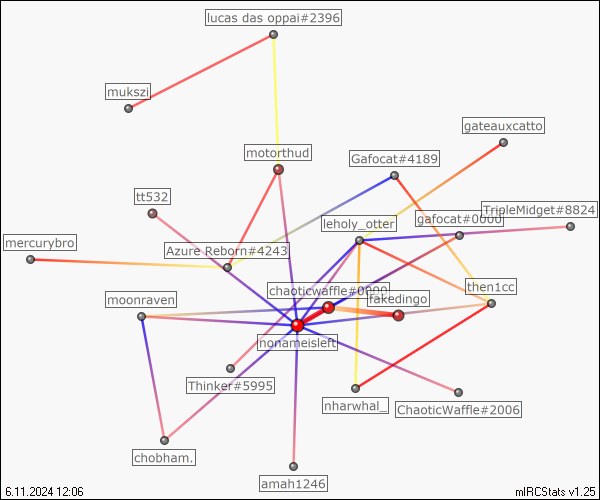 lucas das oppai#2396
mukszi
gateauxcatto
motorthud
Gafocat#4189
tt532
TripleMidget#8824
gafocat#0000
leholy_otter
mercurybro
Azure-Reborn#4243
chaoticwaffle#0000
then1cc
moonraven
fakedingo
nonameisleft
Thinker#5995
nharwhal_
ChaoticWaffle#2006
chobham.
amah1246
6.11.2024 12:06
mIRCStats v1.25